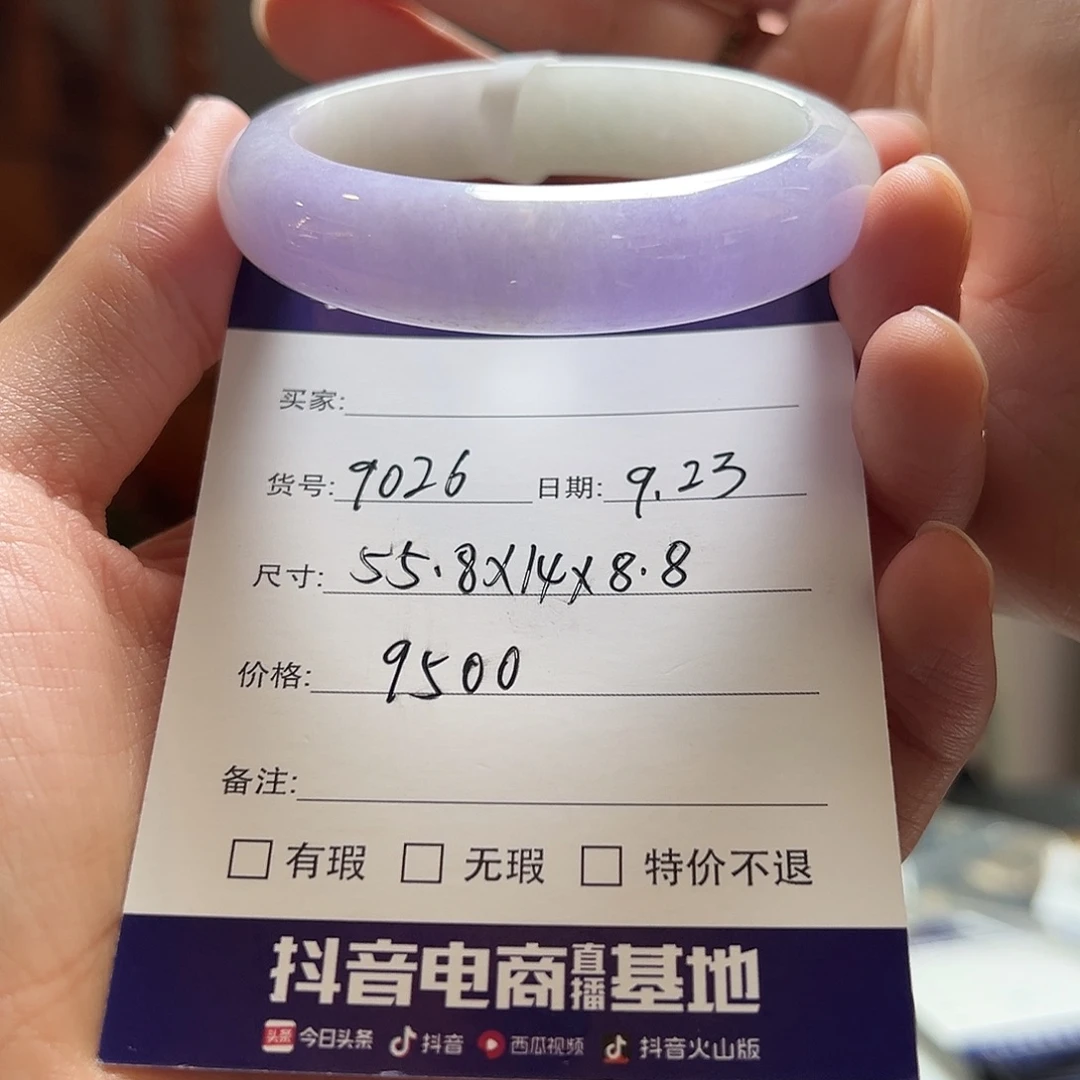 买家:
货号: 9026 日期: 9.23
尺寸: 55.8x14x8.8
价格: 9500
备注:
有瑕 无瑕 特价不退
抖音电商直播基地
头条 今日头条 抖音 西瓜视频 抖音火山版